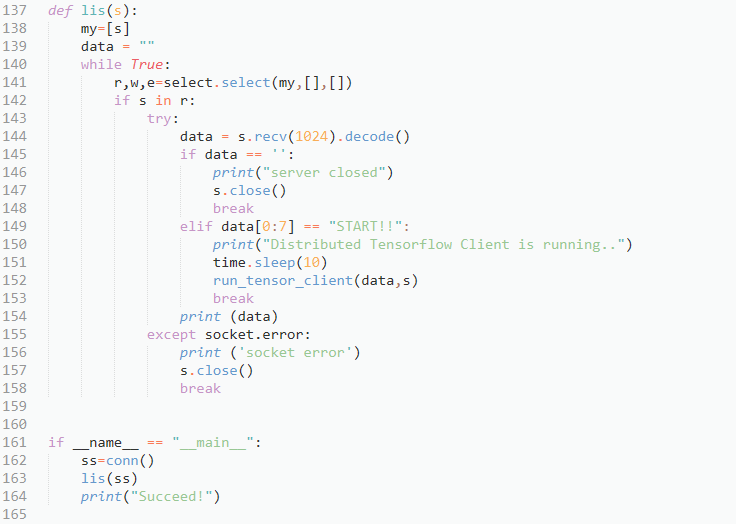 137 def lis(s):
138     my=[s]
139     data = ""
140     while True:
141         r,w,e=select.select(my,[],[])
142         if s in r:
143             try:
144                 data = s.recv(1024).decode()
145                 if data == '':
146                     print("server closed")
147                     s.close()
148                     break
149                 elif data[0:7] == "START!!":
150                     print("Distributed Tensorflow Client is running..")
151                     time.sleep(10)
152                     run_tensor_client(data,s)
153                     break
154                 print (data)
155             except socket.error:
156                 print ('socket error')
157                 s.close()
158                 break
159
160
161 if __name__ == "__main__":
162     ss=conn()
163     lis(ss)
164     print("Succeed!")
165